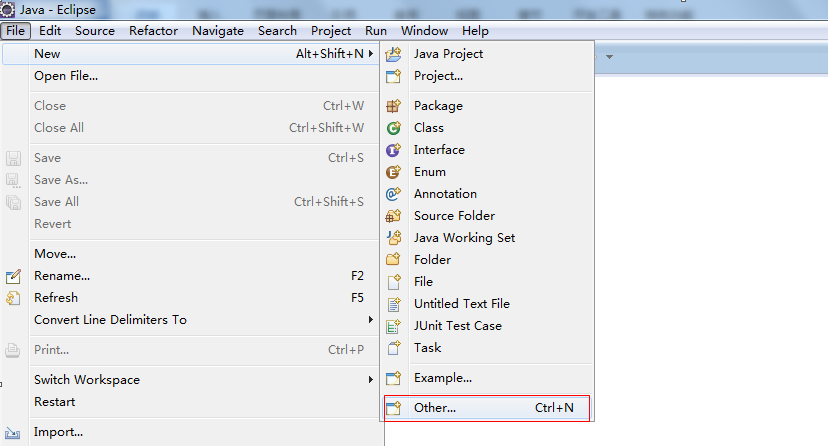 Java - Eclipse
File Edit Source Refactor Navigate Search Project Run Window Help
New Alt+Shift+N
Open File...
Close Ctrl+W
Close All Ctrl+Shift+W
Save Ctrl+S
Save As...
Save All Ctrl+Shift+S
Revert
Move...
Rename... F2
Refresh F5
Convert Line Delimiters To
Print... Ctrl+P
Switch Workspace
Restart
Import...
Java Project
Project...
Package
Class
Interface
Enum
Annotation
Source Folder
Java Working Set
Folder
File
Untitled Text File
JUnit Test Case
Task
Example...
Other... Ctrl+N